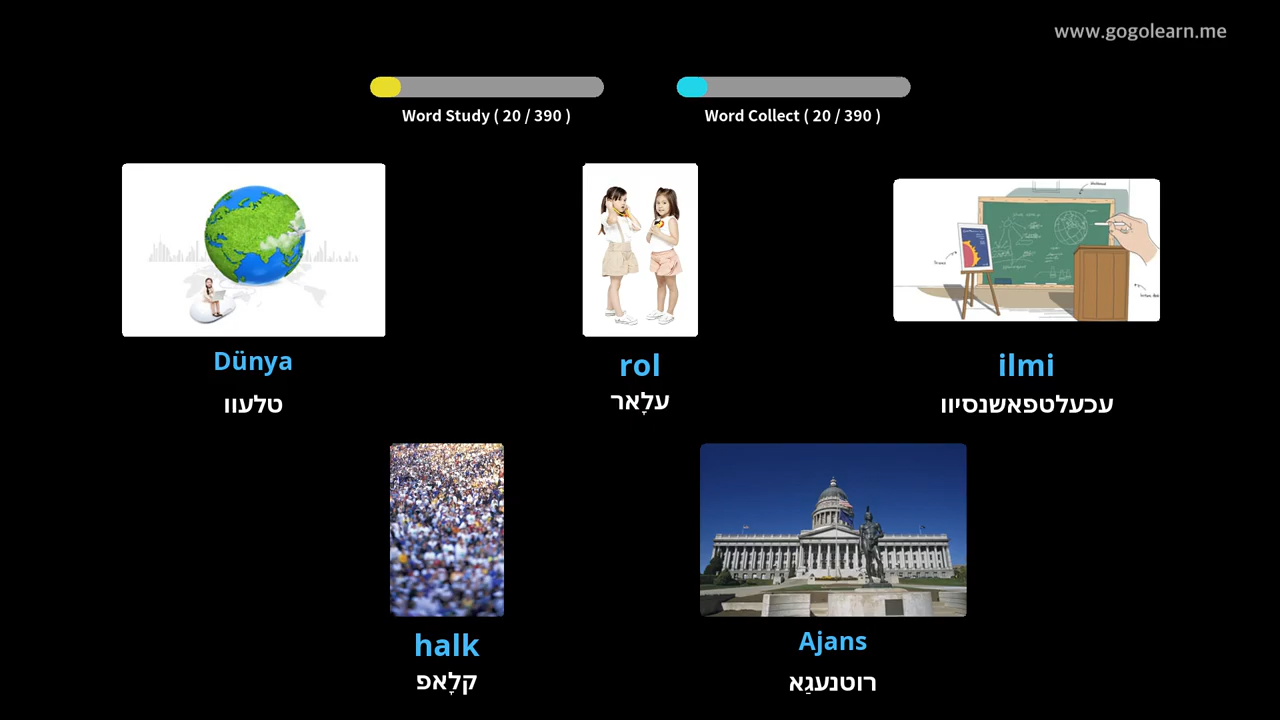 www.gogolearn.me
Word Study ( 20 / 390 )
Word Collect ( 20 / 390 )
Dünya
rol
ilmi
טלעוו
עלָאר
עכעלטפאשנסיוו
halk
Ajans
קלָאפ
רוטנעגַא